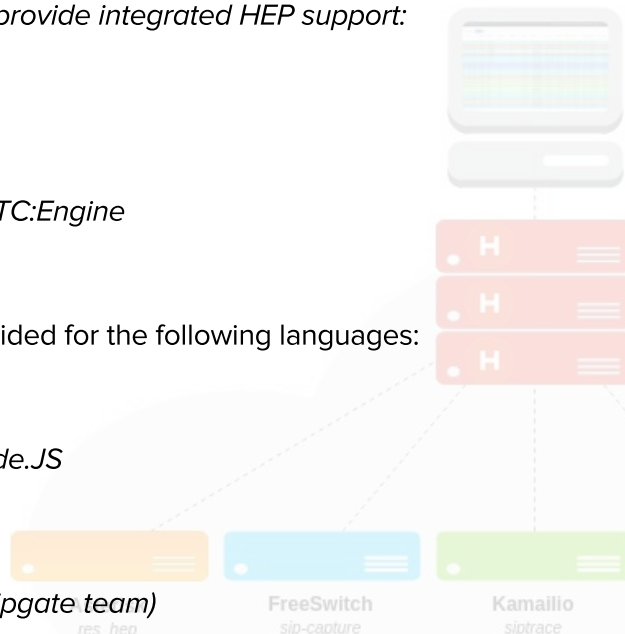 provide integrated HEP support:
TC:Engine
H
H
ided for the following languages:
H
de.JS
ipgate team)
FreeSwitch
Kamailio
res_hep
sip-capture
siptrace